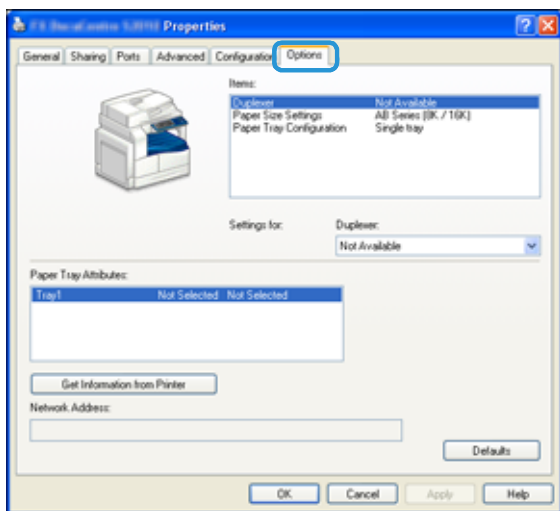 Properties
General Sharing Ports Advanced Configuration Options
Items:
Duplexer Not Available
Paper Size Settings AB Series (8K / 16K)
Paper Tray Configuration Single tray
Settings for: Duplexer:
Not Available
Paper Tray Attributes:
Tray1 Not Selected Not Selected
Get Information from Printer
Network Address:
Defaults
OK Cancel Apply Help